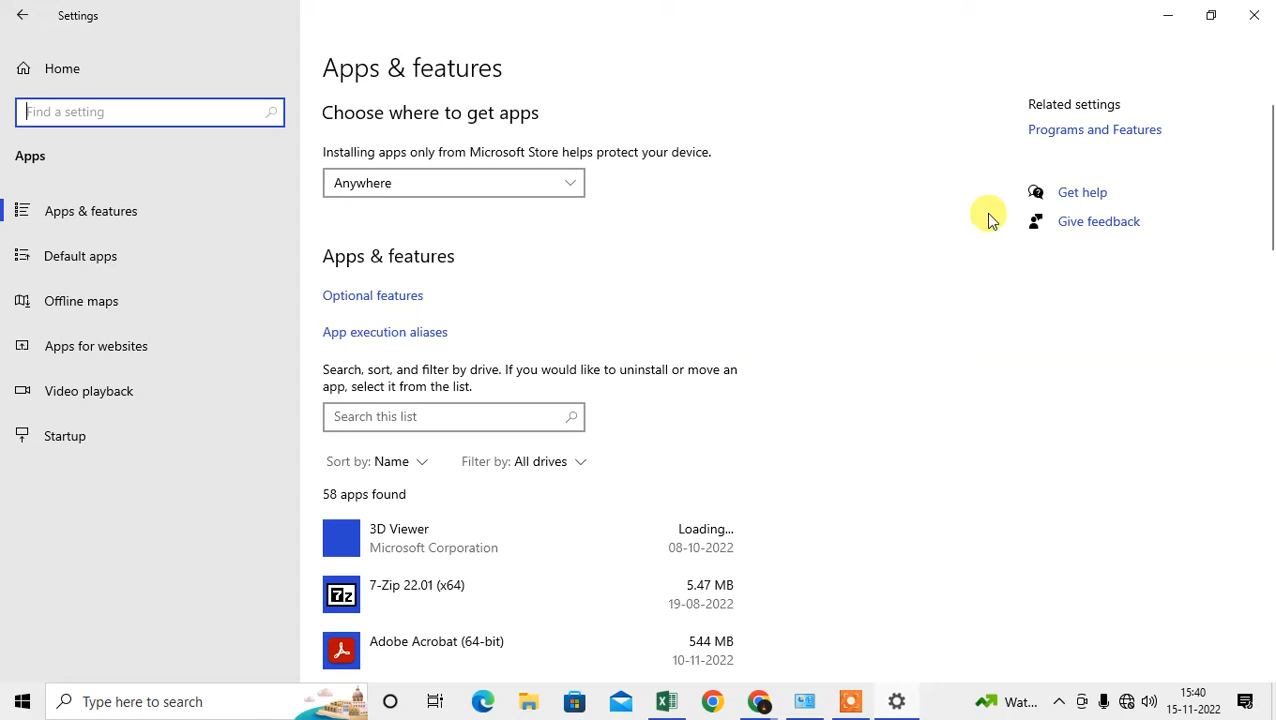 Settings
Home
Find a setting
Apps
Apps & features
Default apps
Offline maps
Apps for websites
Video playback
Startup
Apps & features
Choose where to get apps
Installing apps only from Microsoft Store helps protect your device.
Anywhere
Apps & features
Optional features
App execution aliases
Search, sort, and filter by drive. If you would like to uninstall or move an
app, select it from the list.
Search this list
Sort by: Name Filter by: All drives
58 apps found
3D Viewer Loading...
Microsoft Corporation 08-10-2022
7z
7-Zip 22.01 (x64) 5.47 MB
19-08-2022
Adobe Acrobat (64-bit) 544 MB
10-11-2022
Related settings
Programs and Features
Get help
Give feedback
Type here to search
Wat...
15:40
15-11-2022